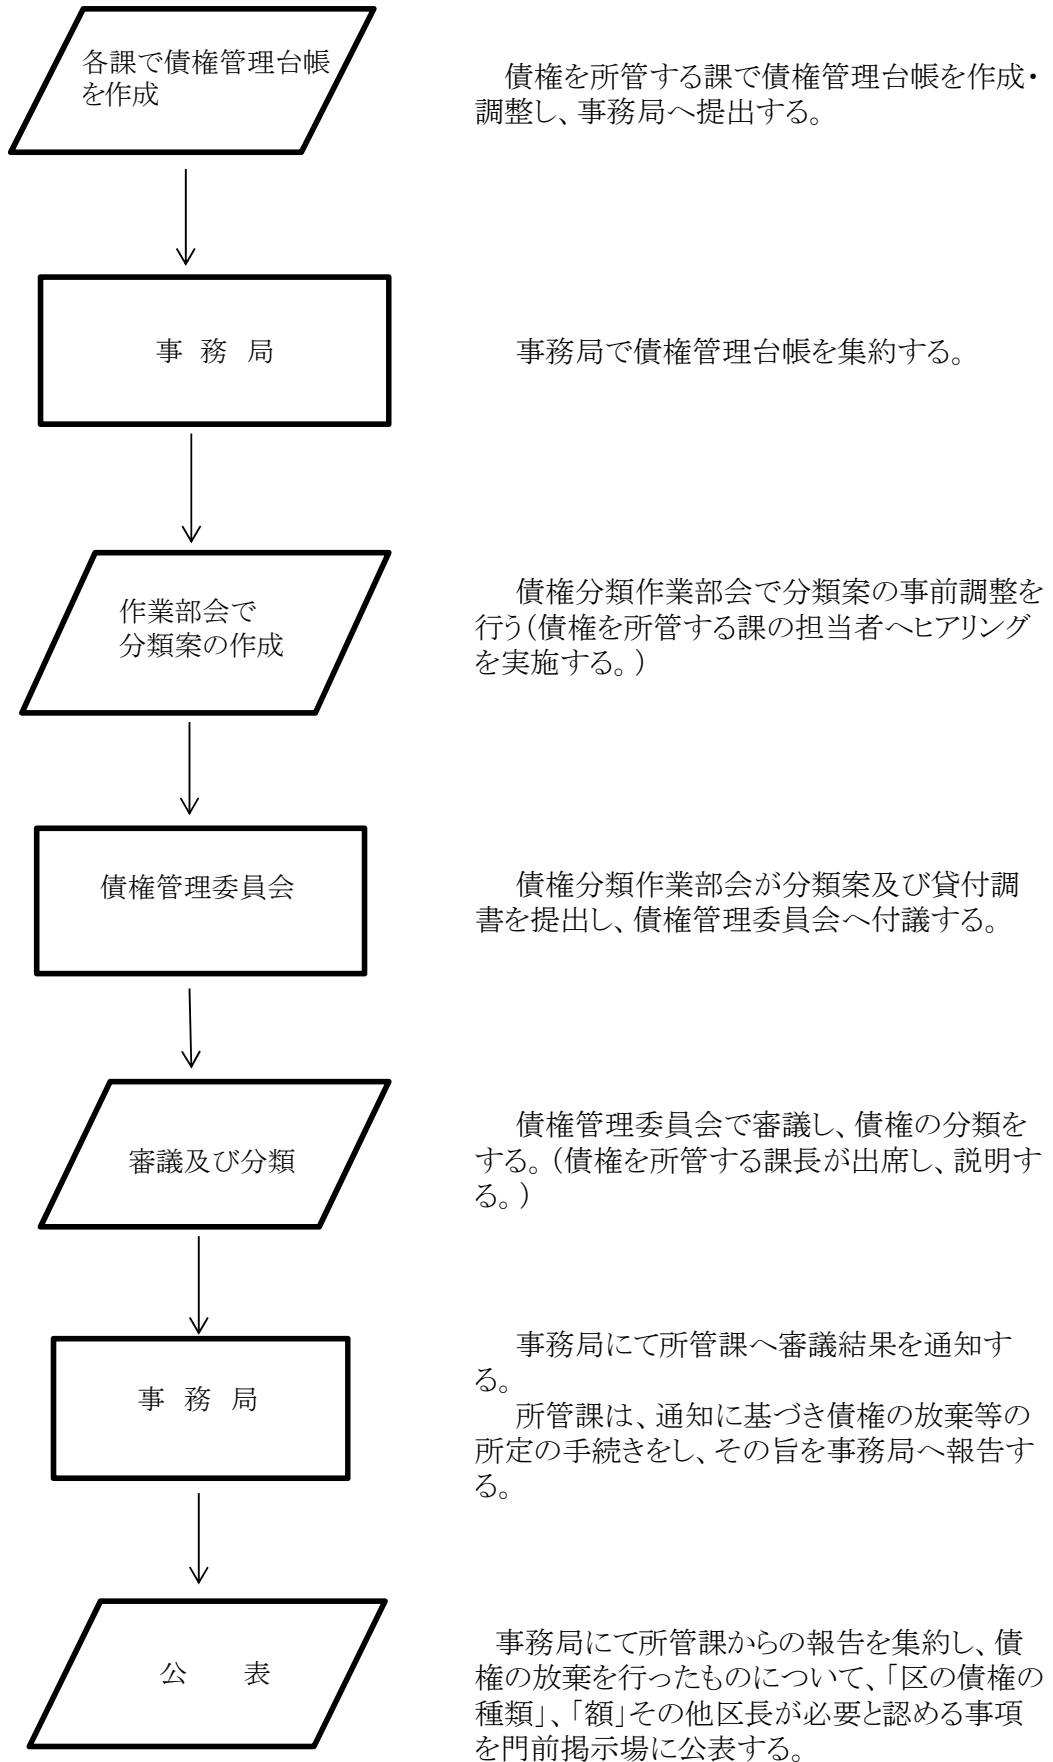 各課で債権管理台帳
を作成
債権を所管する課で債権管理台帳を作成・
調整し、事務局へ提出する。
事 務 局
事務局で債権管理台帳を集約する。
作業部会で
分類案の作成
債権分類作業部会で分類案の事前調整を
行う(債権を所管する課の担当者へヒアリング
を実施する。)
債権管理委員会
債権分類作業部会が分類案及び貸付調
書を提出し、債権管理委員会へ付議する。
審議及び分類
債権管理委員会で審議し、債権の分類を
する。(債権を所管する課長が出席し、説明す
る。)
事 務 局
事務局にて所管課へ審議結果を通知す
る。
所管課は、通知に基づき債権の放棄等の
所定の手続きをし、その旨を事務局へ報告す
る。
公 表
事務局にて所管課からの報告を集約し、債
権の放棄を行ったものについて、「区の債権の
種類」、「額」その他区長が必要と認める事項
を門前掲示場に公表する。